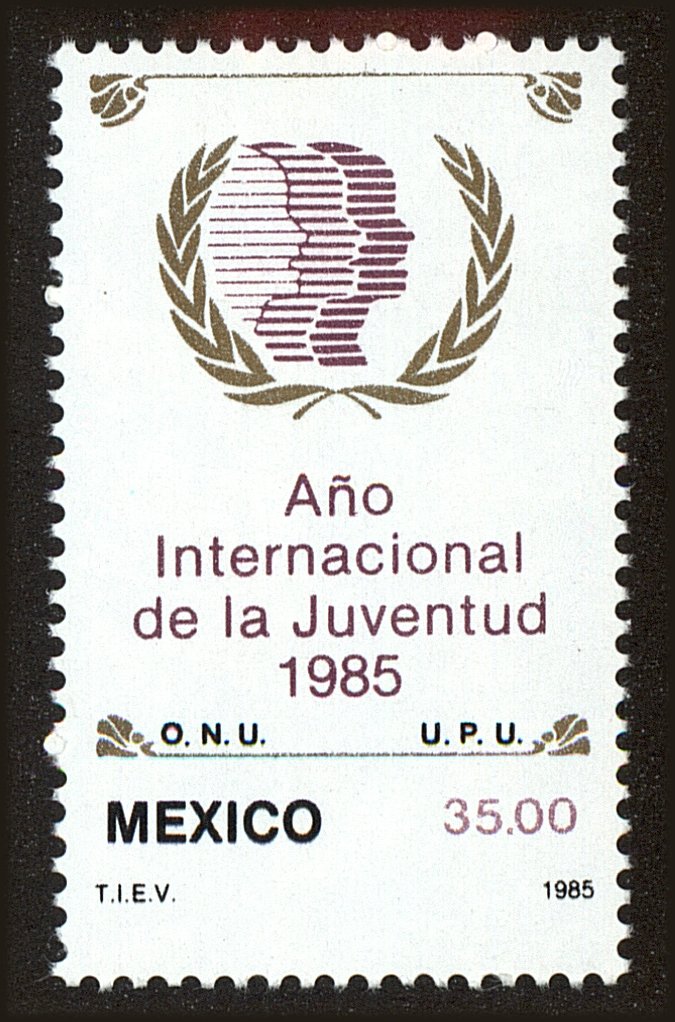 Año
Internacional
de la Juventud
1985
O. N. U. U. P. U.
MEXICO 35.00
T.I.E.V. 1985